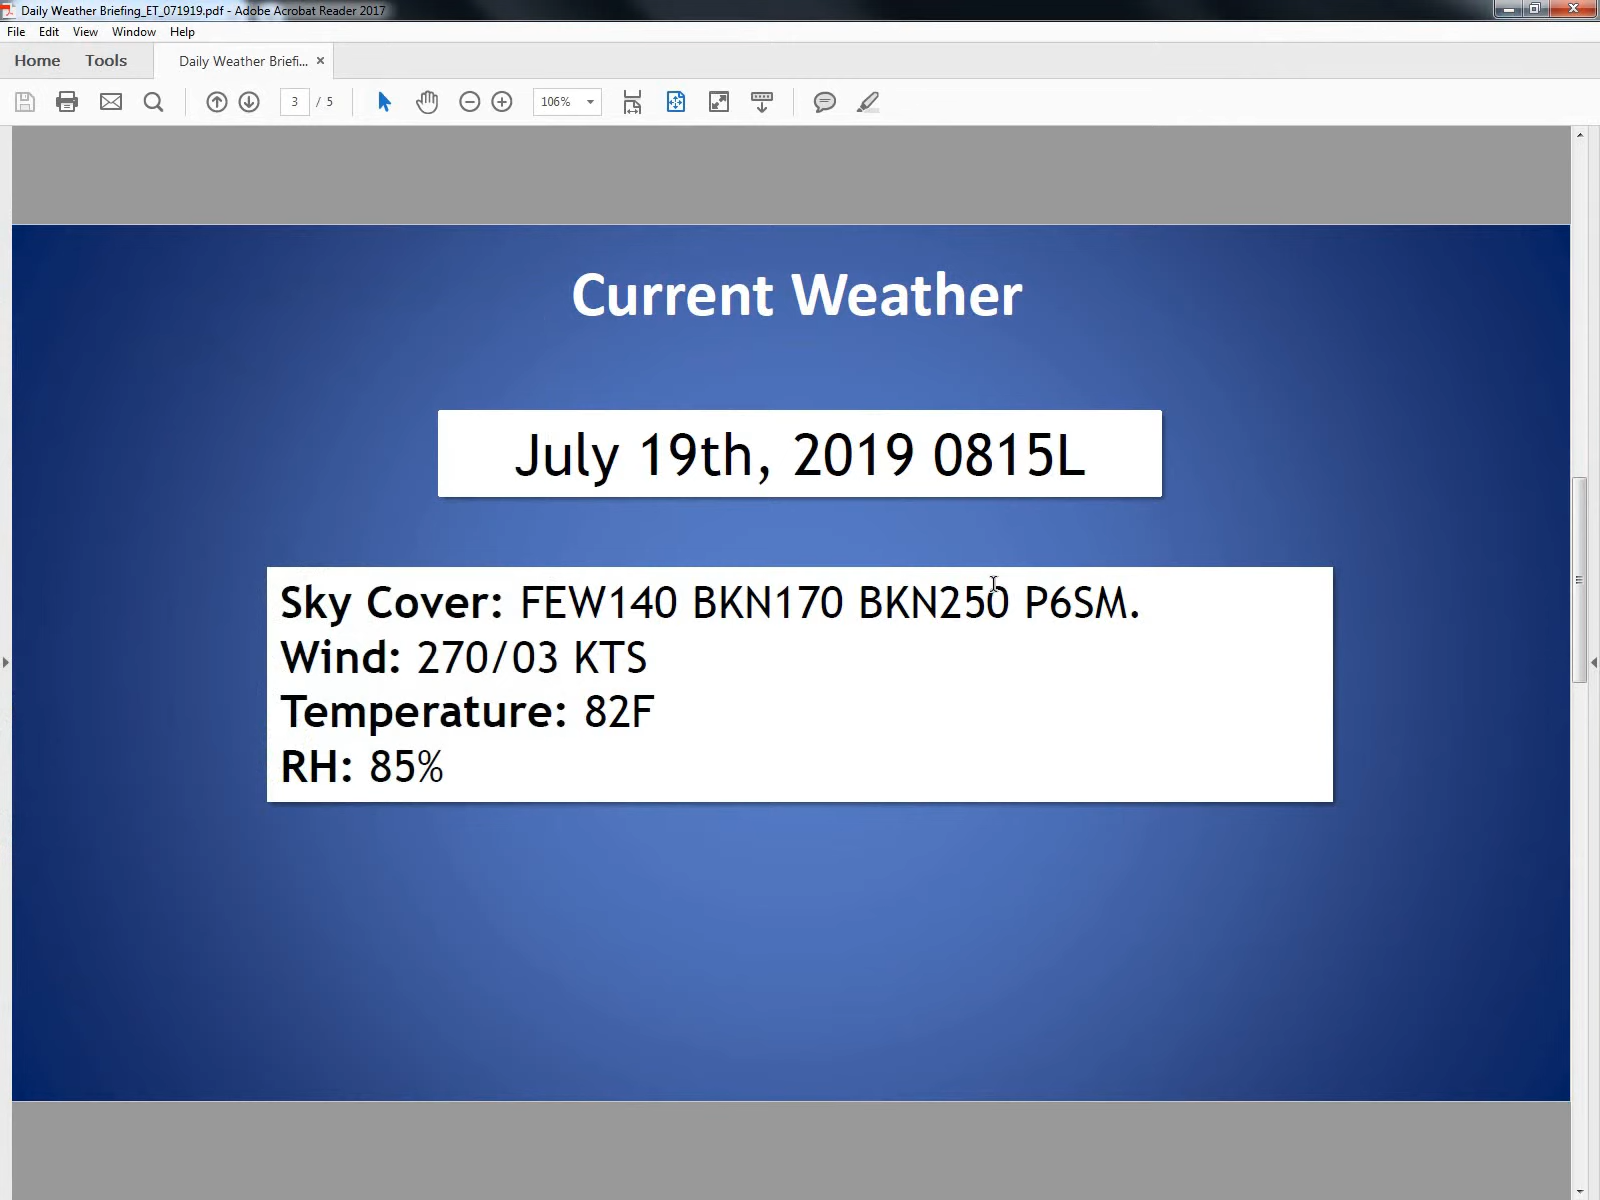 Daily Weather Briefing_ET_071919.pdf - Adobe Acrobat Reader 2017
File Edit View Window Help
Home Tools Daily Weather Briefi... ×
3 / 5 106%
Current Weather
July 19th, 2019 0815L
Sky Cover: FEW140 BKN170 BKN250 P6SM.
Wind: 270/03 KTS
Temperature: 82F
RH: 85%